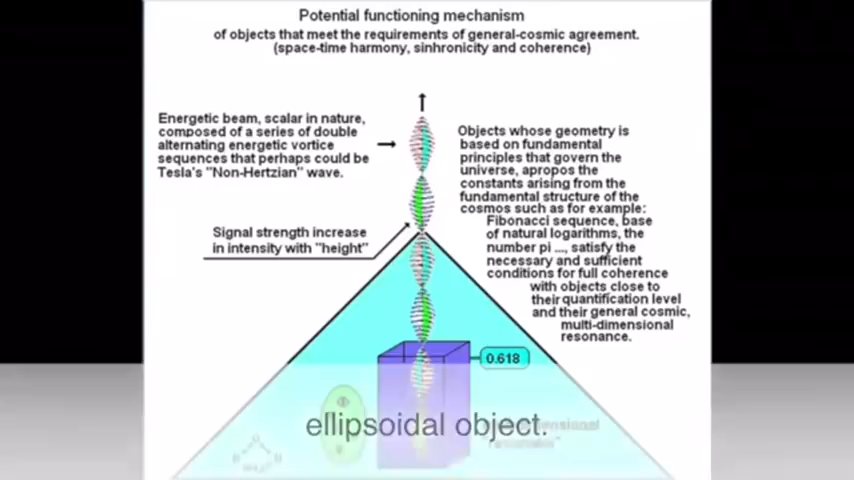 Potential functioning mechanism
of objects that meet the requirements of general-cosmic agreement.
(space-time harmony, sinhronicity and coherence)
Energetic beam, scalar in nature,
composed of a series of double
alternating energetic vortice
sequences that perhaps could be
Tesla's "Non-Hertzian" wave.
Signal strength increase
in intensity with "height"
Objects whose geometry is
based on fundamental
principles that govern the
universe, apropos the
constants arising from the
fundamental structure of the
cosmos such as for example:
Fibonacci sequence, base
of natural logarithms, the
number pi ..., satisfy the
necessary and sufficient
conditions for full coherence
with objects close to
their quantification level
and their general cosmic,
multi-dimensional
resonance.
0.618
ellipsoidal object.